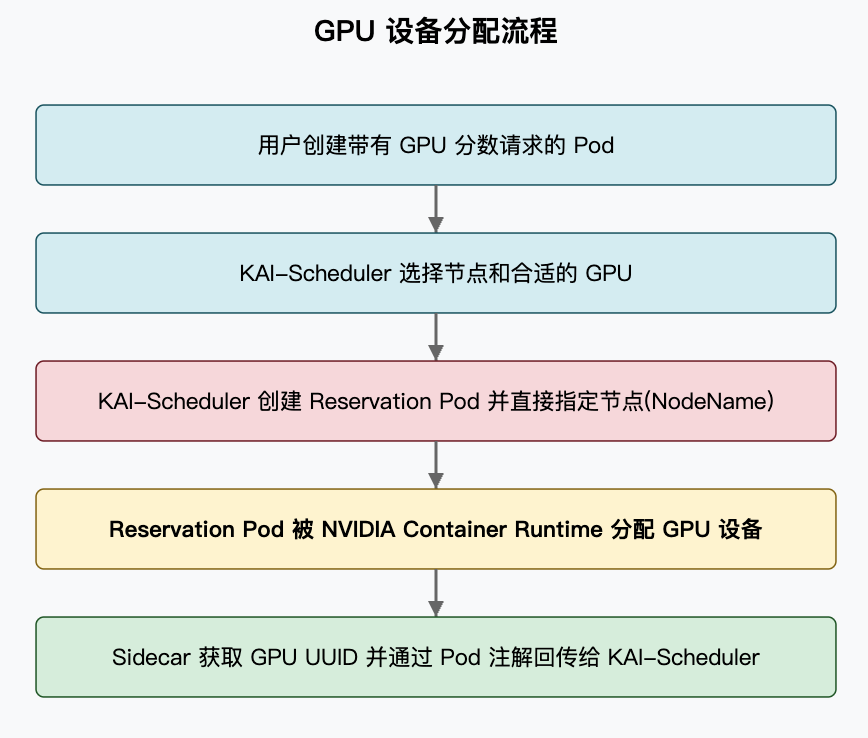 GPU 设备分配流程
用户创建带有 GPU 分数请求的 Pod
KAI-Scheduler 选择节点和合适的 GPU
KAI-Scheduler 创建 Reservation Pod 并直接指定节点(NodeName)
Reservation Pod 被 NVIDIA Container Runtime 分配 GPU 设备
Sidecar 获取 GPU UUID 并通过 Pod 注解回传给 KAI-Scheduler